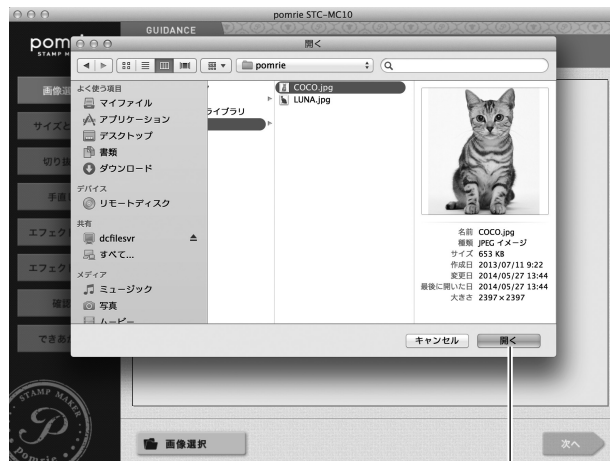 pomrie STC-MC10
GUIDANCE
開く
pomrie
よく使う項目
マイファイル
アプリケーション
デスクトップ
書類
ダウンロード
デバイス
リモートディスク
共有
dcfilesvr
すべて...
メディア
ミュージック
写真
ムービー
ライブラリ
COCO.jpg
LUNA.jpg
名前 COCO.jpg
種類 JPEG イメージ
サイズ 653 KB
作成日 2013/07/11 9:22
変更日 2014/05/27 13:44
最後に開いた日 2014/05/27 13:44
大きさ 2397×2397
キャンセル
開く
画像選
サイズと
切り抜
手直
エフェク
エフェク
確認
できあが
STAMP MAKER
Pomrie
画像選択
次へ